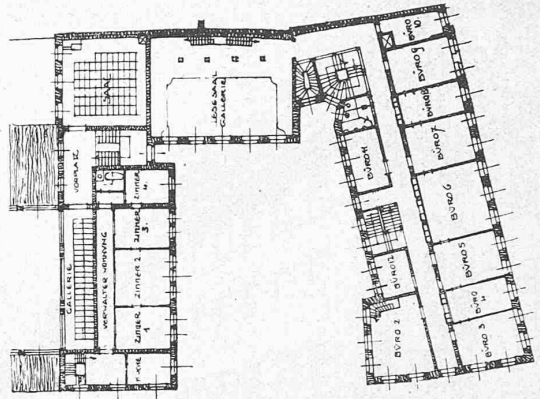 SAAL
LESESAAL
GALLERIE
VORPLATZ
GALLERIE
VERWALTER WOHNUNG
ZIMMER
4.
ZIMMER
3.
ZIMMER 2
ZIMMER
1
KÜCHE
BÜRO
10
BÜRO 9
BÜRO 8
BÜRO 7
BÜRO 6
BÜRO 5
BÜRO
4
BÜRO 3
BÜRO 11
BÜRO 12
BÜRO 2